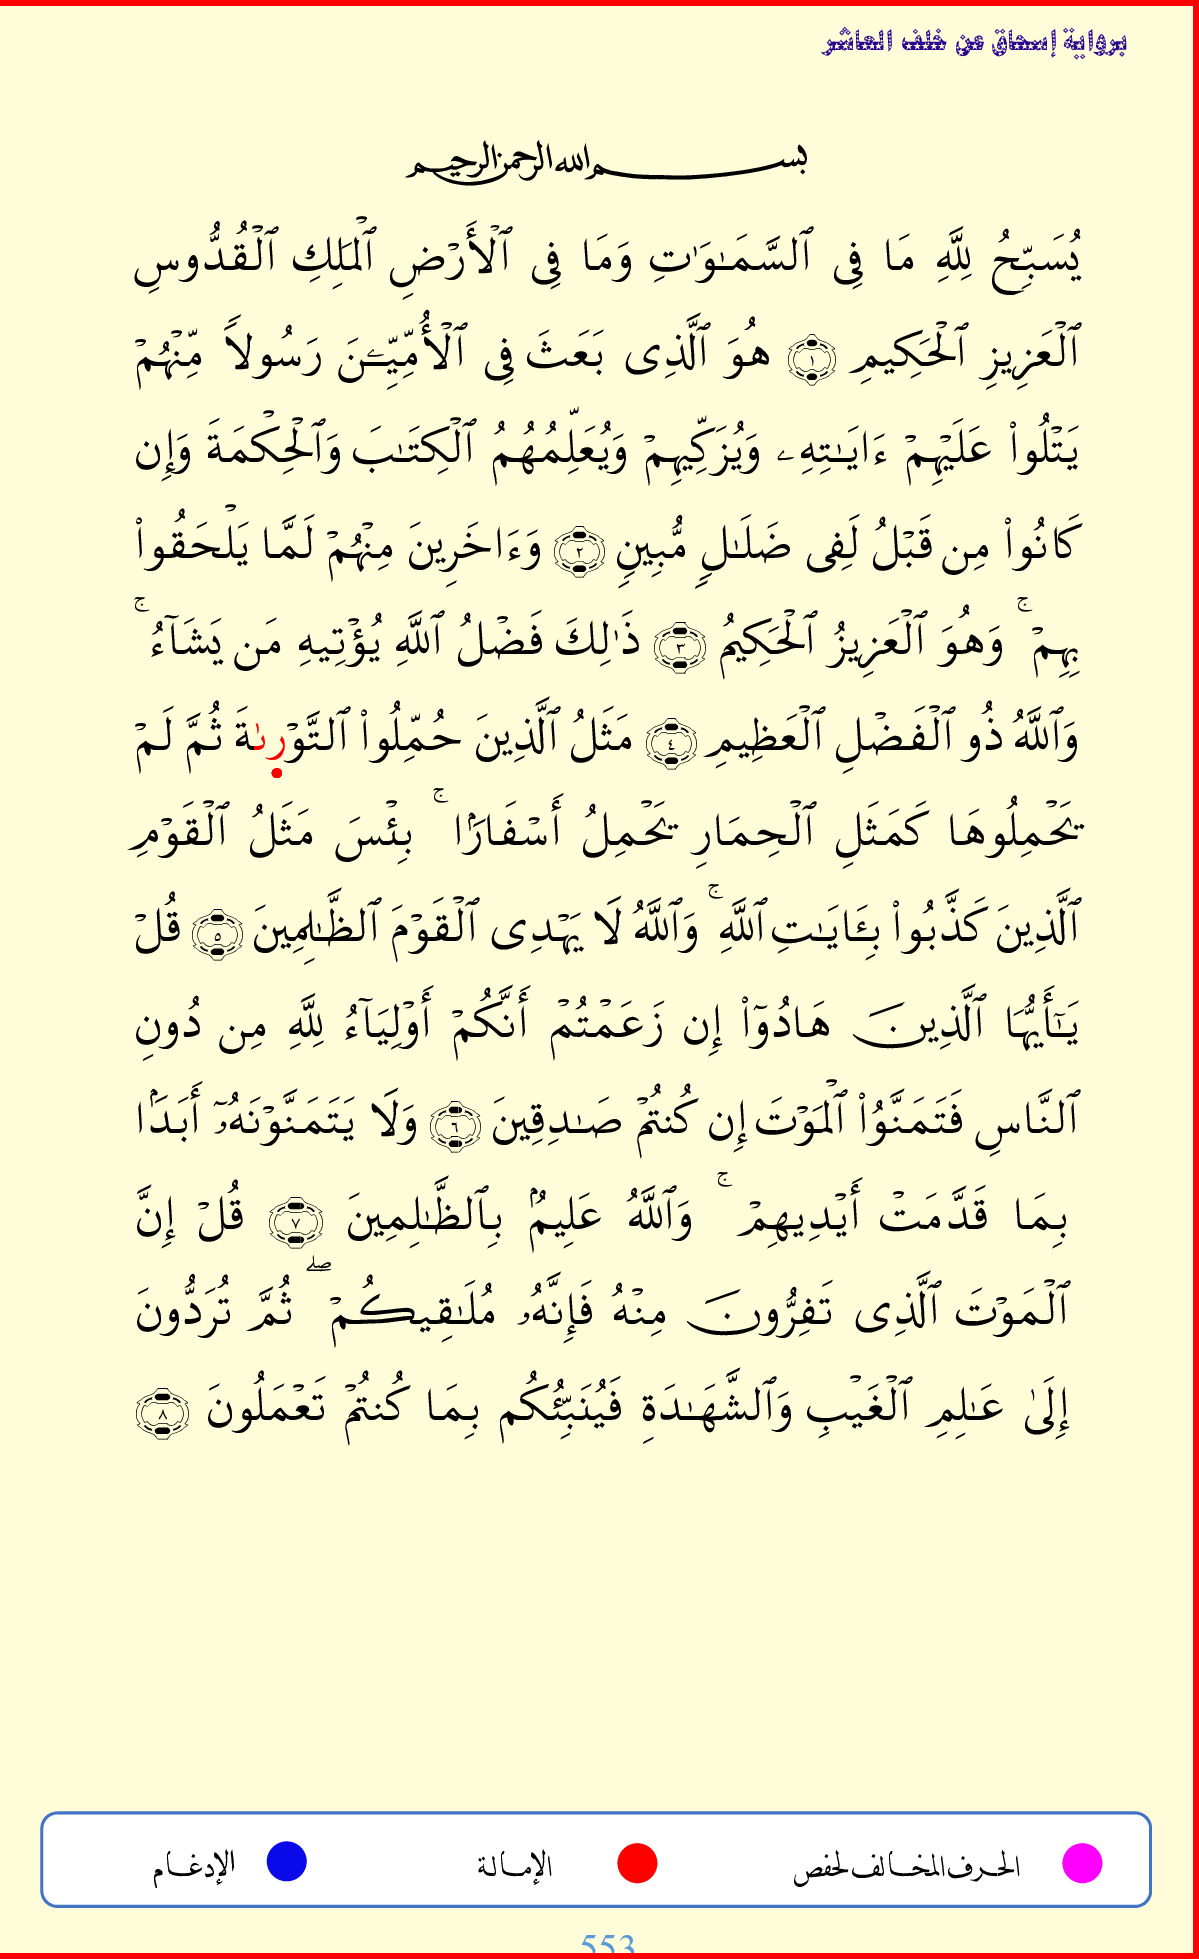 برواية إسحاق عن خلف العاشر
بسم الله الرحمن الرحيم
يُسَبِّحُ لِلَّهِ مَا فِى ٱلسَّمَـٰوَٰتِ وَمَا فِى ٱلْأَرْضِ ٱلْمَلِكِ ٱلْقُدُّوسِ
ٱلْعَزِيزِ ٱلْحَكِيمِ ١ هُوَ ٱلَّذِى بَعَثَ فِى ٱلْأُمِّيِّـۧنَ رَسُولًا مِّنْهُمْ
يَتْلُوا۟ عَلَيْهِمْ ءَايَـٰتِهِۦ وَيُزَكِّيهِمْ وَيُعَلِّمُهُمُ ٱلْكِتَـٰبَ وَٱلْحِكْمَةَ وَإِن
كَانُوا۟ مِن قَبْلُ لَفِى ضَلَـٰلٍ مُّبِينٍ ٢ وَءَاخَرِينَ مِنْهُمْ لَمَّا يَلْحَقُوا۟
بِهِمْ ۚ وَهُوَ ٱلْعَزِيزُ ٱلْحَكِيمُ ٣ ذَٰلِكَ فَضْلُ ٱللَّهِ يُؤْتِيهِ مَن يَشَآءُ ۚ
وَٱللَّهُ ذُو ٱلْفَضْلِ ٱلْعَظِيمِ ٤ مَثَلُ ٱلَّذِينَ حُمِّلُوا۟ ٱلتَّوْرىٰةَ ثُمَّ لَمْ
يَحْمِلُوهَا كَمَثَلِ ٱلْحِمَارِ يَحْمِلُ أَسْفَارًۢا ۚ بِئْسَ مَثَلُ ٱلْقَوْمِ
ٱلَّذِينَ كَذَّبُوا۟ بِـَٔايَـٰتِ ٱللَّهِ ۚ وَٱللَّهُ لَا يَهْدِى ٱلْقَوْمَ ٱلظَّـٰلِمِينَ ٥ قُلْ
يَـٰٓأَيُّهَا ٱلَّذِينَ هَادُوٓا۟ إِن زَعَمْتُمْ أَنَّكُمْ أَوْلِيَآءُ لِلَّهِ مِن دُونِ
ٱلنَّاسِ فَتَمَنَّوُا۟ ٱلْمَوْتَ إِن كُنتُمْ صَـٰدِقِينَ ٦ وَلَا يَتَمَنَّوْنَهُۥٓ أَبَدًۢا
بِمَا قَدَّمَتْ أَيْدِيهِمْ ۚ وَٱللَّهُ عَلِيمٌۢ بِٱلظَّـٰلِمِينَ ٧ قُلْ إِنَّ
ٱلْمَوْتَ ٱلَّذِى تَفِرُّونَ مِنْهُ فَإِنَّهُۥ مُلَـٰقِيكُمْ ۖ ثُمَّ تُرَدُّونَ
إِلَىٰ عَـٰلِمِ ٱلْغَيْبِ وَٱلشَّهَـٰدَةِ فَيُنَبِّئُكُم بِمَا كُنتُمْ تَعْمَلُونَ ٨
الحرف المخالف لحفص الإمالة الإدغام
553